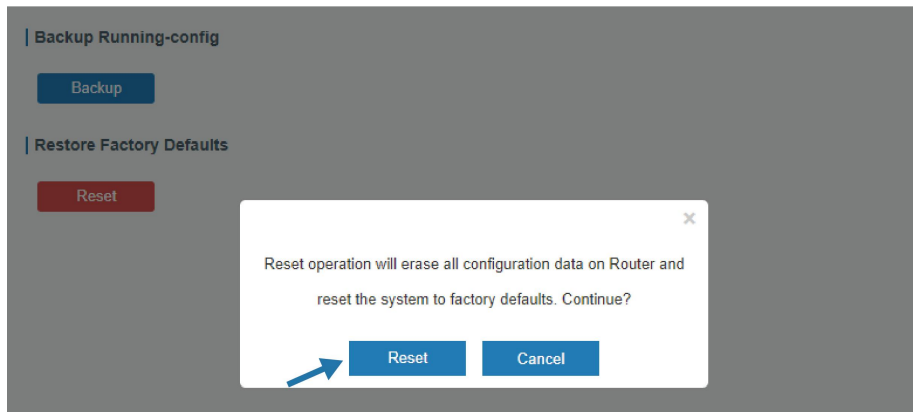 Backup Running-config
Backup
Restore Factory Defaults
Reset
×
Reset operation will erase all configuration data on Router and
reset the system to factory defaults. Continue?
Reset Cancel